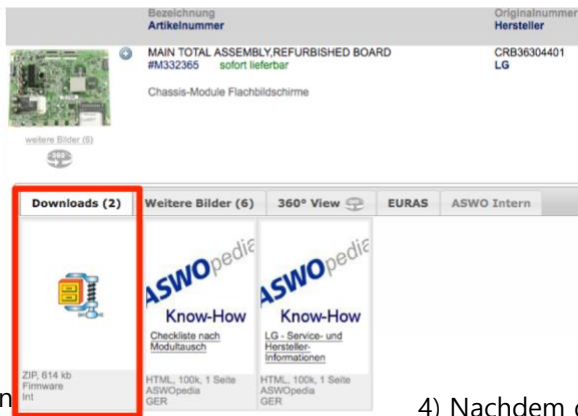 Bezeichnung
Artikelnummer
Originalnummer
Hersteller
MAIN TOTAL ASSEMBLY,REFURBISHED BOARD
#M332365 sofort lieferbar
CRB36304401
LG
Chassis-Module Flachbildschirme
weitere Bilder (6)
360°
Downloads (2)
Weitere Bilder (6)
360° View
EURAS
ASWO Intern
ASWOpedia
Know-How
Checkliste nach
Modultausch
HTML, 100k, 1 Seite
ASWOpedia
GER
ASWOpedia
Know-How
LG - Service- und
Hersteller-
Informationen
HTML, 100k, 1 Seite
ASWOpedia
GER
ZIP, 614 kb
Firmware
Int
n
4) Nachdem